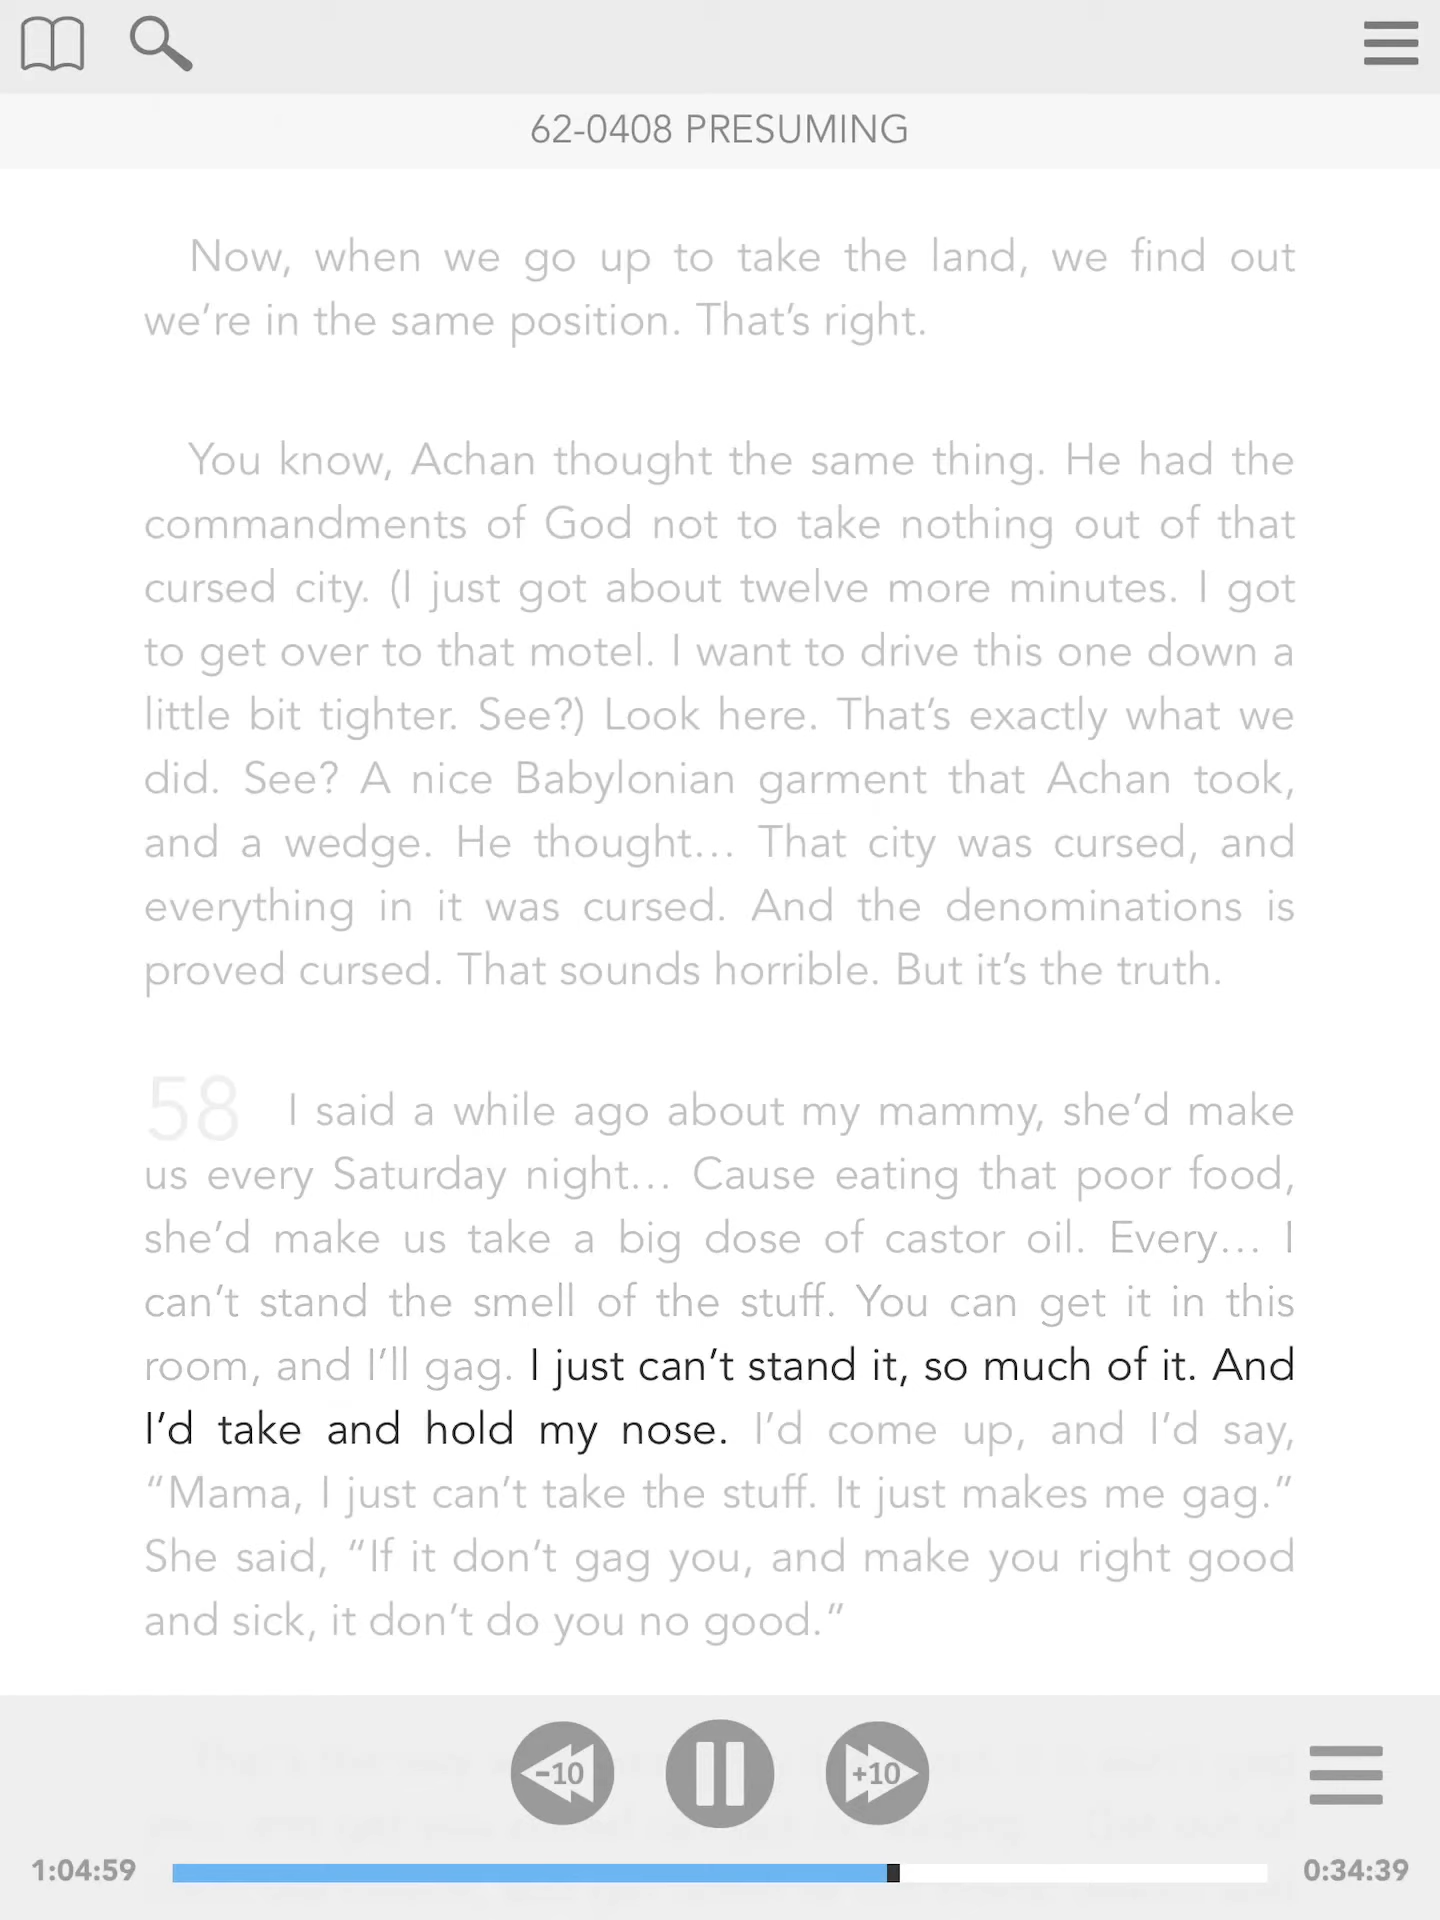 62-0408 PRESUMING
Now, when we go up to take the land, we find out
we’re in the same position. That’s right.
You know, Achan thought the same thing. He had the
commandments of God not to take nothing out of that
cursed city. (I just got about twelve more minutes. I got
to get over to that motel. I want to drive this one down a
little bit tighter. See?) Look here. That’s exactly what we
did. See? A nice Babylonian garment that Achan took,
and a wedge. He thought… That city was cursed, and
everything in it was cursed. And the denominations is
proved cursed. That sounds horrible. But it’s the truth.
58 I said a while ago about my mammy, she’d make
us every Saturday night… Cause eating that poor food,
she’d make us take a big dose of castor oil. Every… I
can’t stand the smell of the stuff. You can get it in this
room, and I’ll gag. I just can’t stand it, so much of it. And
I’d take and hold my nose. I’d come up, and I’d say,
“Mama, I just can’t take the stuff. It just makes me gag.”
She said, “If it don’t gag you, and make you right good
and sick, it don’t do you no good.”
-10 +10
1:04:59 0:34:39